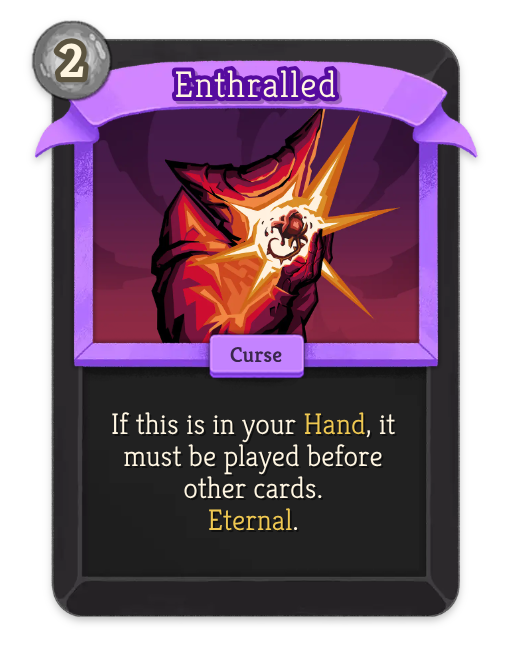 2
Enthralled
Curse
If this is in your Hand, it
must be played before
other cards.
Eternal.